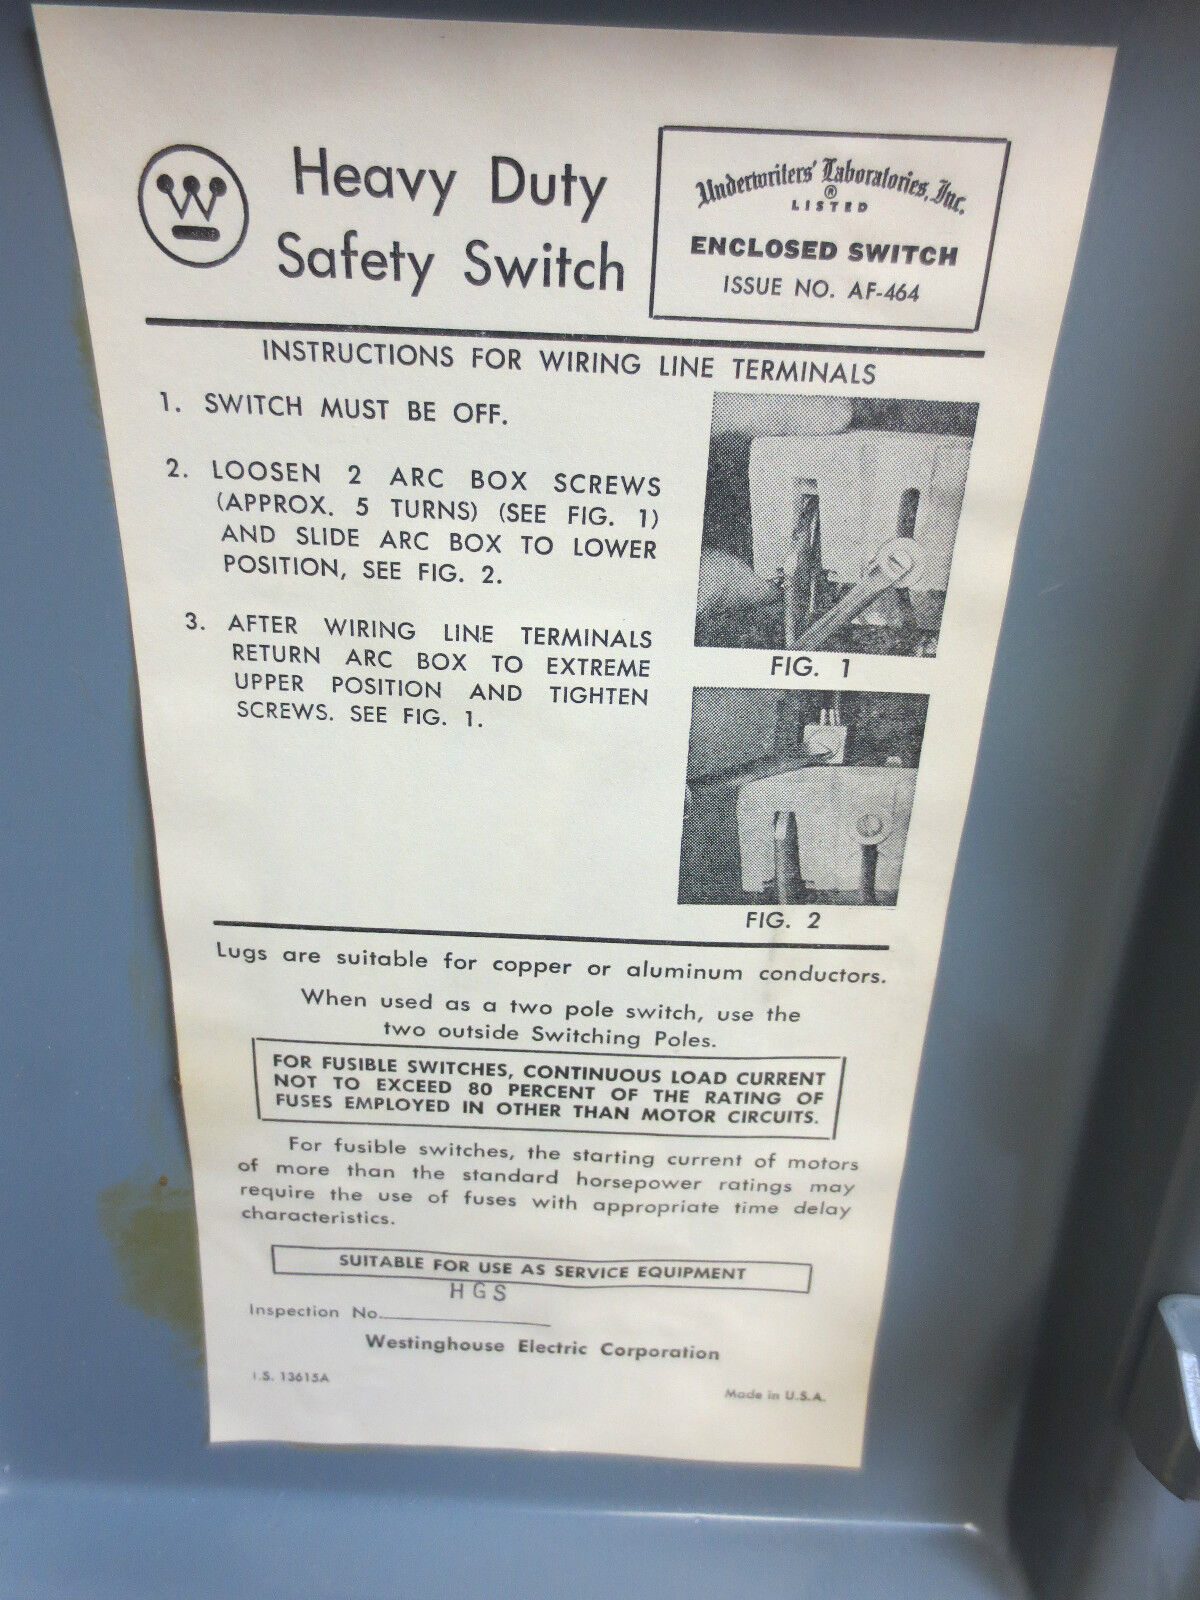 Heavy Duty
Safety Switch
Underwriters' Laboratories, Inc.
®
LISTED
ENCLOSED SWITCH
ISSUE NO. AF-464
INSTRUCTIONS FOR WIRING LINE TERMINALS
1. SWITCH MUST BE OFF.
2. LOOSEN 2 ARC BOX SCREWS
(APPROX. 5 TURNS) (SEE FIG. 1)
AND SLIDE ARC BOX TO LOWER
POSITION, SEE FIG. 2.
3. AFTER WIRING LINE TERMINALS
RETURN ARC BOX TO EXTREME
UPPER POSITION AND TIGHTEN
SCREWS. SEE FIG. 1.
FIG. 1
FIG. 2
Lugs are suitable for copper or aluminum conductors.
When used as a two pole switch, use the
two outside Switching Poles.
FOR FUSIBLE SWITCHES, CONTINUOUS LOAD CURRENT
NOT TO EXCEED 80 PERCENT OF THE RATING OF
FUSES EMPLOYED IN OTHER THAN MOTOR CIRCUITS.
For fusible switches, the starting current of motors
of more than the standard horsepower ratings may
require the use of fuses with appropriate time delay
characteristics.
SUITABLE FOR USE AS SERVICE EQUIPMENT
HGS
Inspection No.
Westinghouse Electric Corporation
I.S. 13615A
Made in U.S.A.